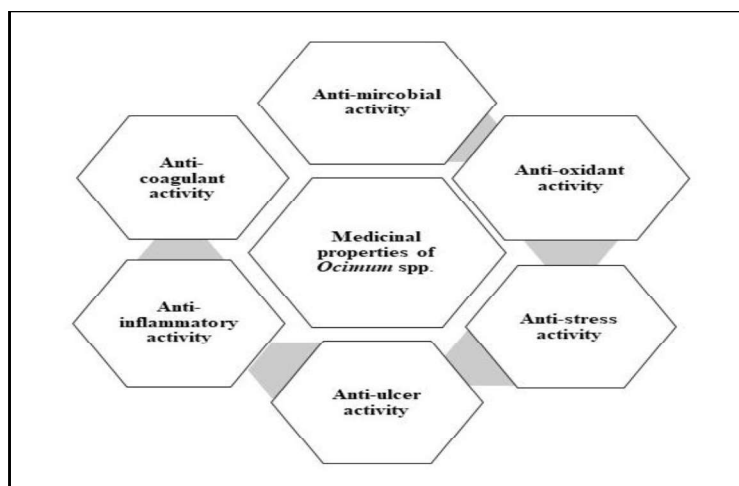 Anti-mircobial
activity
Anti-
coagulant
activity
Anti-oxidant
activity
Medicinal
properties of
Ocimum spp.
Anti-
inflammatory
activity
Anti-stress
activity
Anti-ulcer
activity